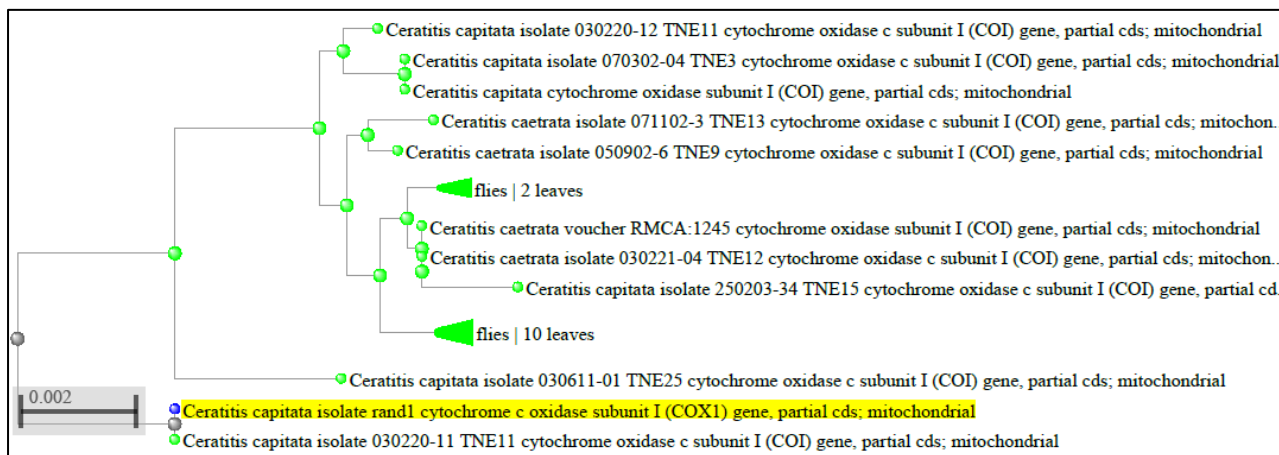 Ceratitis capitata isolate 030220-12 TNE11 cytochrome oxidase c subunit I (COI) gene, partial cds; mitochondrial
Ceratitis capitata isolate 070302-04 TNE3 cytochrome oxidase c subunit I (COI) gene, partial cds; mitochondrial
Ceratitis capitata cytochrome oxidase subunit I (COI) gene, partial cds; mitochondrial
Ceratitis caetrata isolate 071102-3 TNE13 cytochrome oxidase c subunit I (COI) gene, partial cds; mitochon...
Ceratitis caetrata isolate 050902-6 TNE9 cytochrome oxidase c subunit I (COI) gene, partial cds; mitochondrial
flies | 2 leaves
Ceratitis caetrata voucher RMCA:1245 cytochrome oxidase subunit I (COI) gene, partial cds; mitochondrial
Ceratitis caetrata isolate 030221-04 TNE12 cytochrome oxidase c subunit I (COI) gene, partial cds; mitochon...
Ceratitis capitata isolate 250203-34 TNE15 cytochrome oxidase c subunit I (COI) gene, partial cd...
flies | 10 leaves
Ceratitis capitata isolate 030611-01 TNE25 cytochrome oxidase c subunit I (COI) gene, partial cds; mitochondrial
0.002
Ceratitis capitata isolate rand1 cytochrome c oxidase subunit I (COX1) gene, partial cds; mitochondrial
Ceratitis capitata isolate 030220-11 TNE11 cytochrome oxidase c subunit I (COI) gene, partial cds; mitochondrial